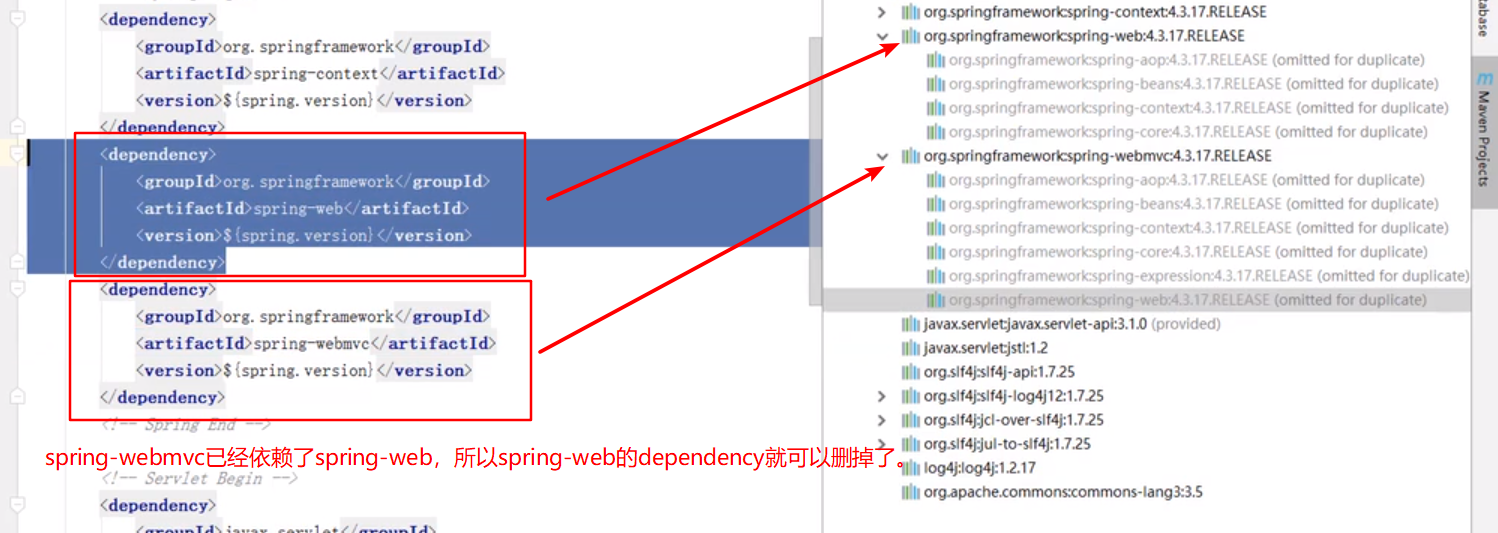 <dependency>
<groupId>org.springframework</groupId>
<artifactId>spring-context</artifactId>
<version>${spring.version}</version>
</dependency>
<dependency>
<groupId>org.springframework</groupId>
<artifactId>spring-web</artifactId>
<version>${spring.version}</version>
</dependency>
<dependency>
<groupId>org.springframework</groupId>
<artifactId>spring-webmvc</artifactId>
<version>${spring.version}</version>
</dependency>
<!-- Spring End -->
spring-webmvc已经依赖了spring-web，所以spring-web的dependency就可以删掉了。
<!-- Servlet Begin -->
<dependency>
<groupId>javax.servlet</groupId>
org.springframework:spring-context:4.3.17.RELEASE
org.springframework:spring-web:4.3.17.RELEASE
org.springframework:spring-aop:4.3.17.RELEASE (omitted for duplicate)
org.springframework:spring-beans:4.3.17.RELEASE (omitted for duplicate)
org.springframework:spring-context:4.3.17.RELEASE (omitted for duplicate)
org.springframework:spring-core:4.3.17.RELEASE (omitted for duplicate)
org.springframework:spring-webmvc:4.3.17.RELEASE
org.springframework:spring-aop:4.3.17.RELEASE (omitted for duplicate)
org.springframework:spring-beans:4.3.17.RELEASE (omitted for duplicate)
org.springframework:spring-context:4.3.17.RELEASE (omitted for duplicate)
org.springframework:spring-core:4.3.17.RELEASE (omitted for duplicate)
org.springframework:spring-expression:4.3.17.RELEASE (omitted for duplicate)
org.springframework:spring-web:4.3.17.RELEASE (omitted for duplicate)
javax.servlet:javax.servlet-api:3.1.0 (provided)
javax.servlet:jstl:1.2
org.slf4j:slf4j-api:1.7.25
org.slf4j:slf4j-log4j12:1.7.25
org.slf4j:jcl-over-slf4j:1.7.25
org.slf4j:jul-to-slf4j:1.7.25
log4j:log4j:1.2.17
org.apache.commons:commons-lang3:3.5
m Maven Projects